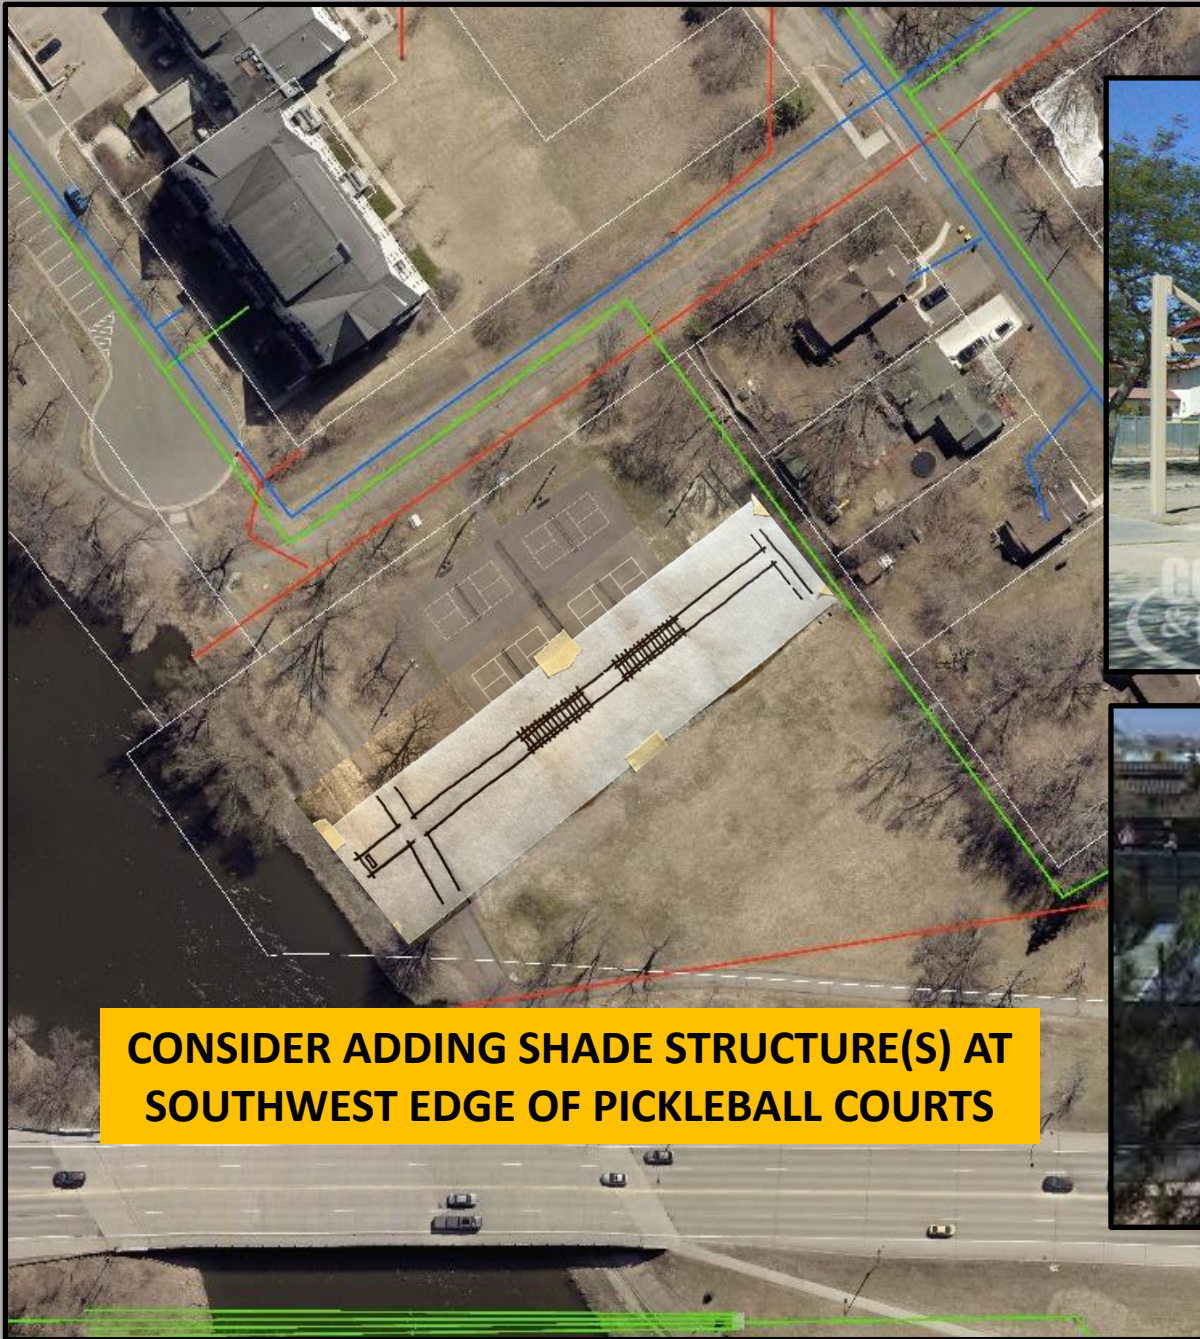 CONSIDER ADDING SHADE STRUCTURE(S) AT
SOUTHWEST EDGE OF PICKLEBALL COURTS